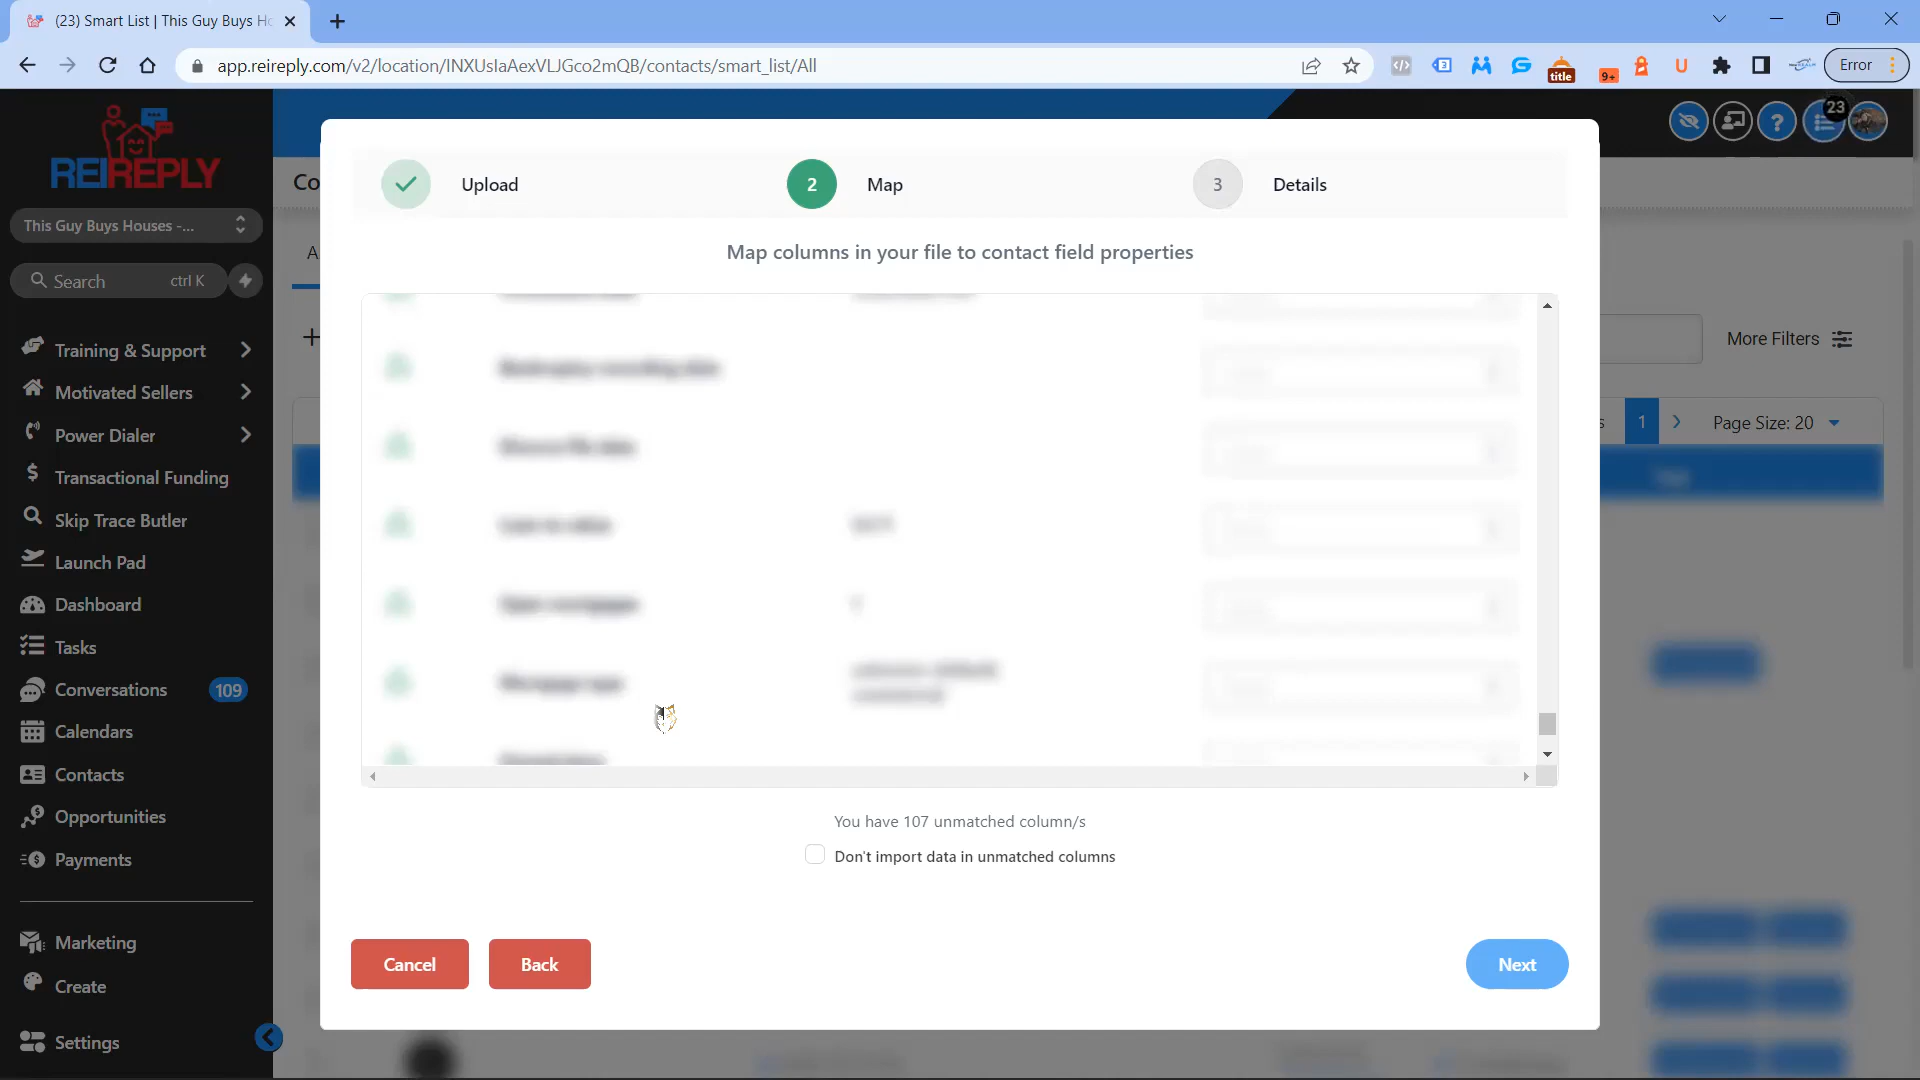 (23) Smart List | This Guy Buys Ho
app.reireply.com/v2/location/INXUslaAexVLJGco2mQB/contacts/smart_list/All
title
9+
Error
REIREPLY
This Guy Buys Houses -...
Search
ctrl K
Training & Support
Motivated Sellers
Power Dialer
Transactional Funding
Skip Trace Butler
Launch Pad
Dashboard
Tasks
Conversations
109
Calendars
Contacts
Opportunities
Payments
Marketing
Create
Settings
Co
23
Upload
2
Map
3
Details
Map columns in your file to contact field properties
You have 107 unmatched column/s
Don't import data in unmatched columns
Cancel
Back
Next
More Filters
1
Page Size: 20